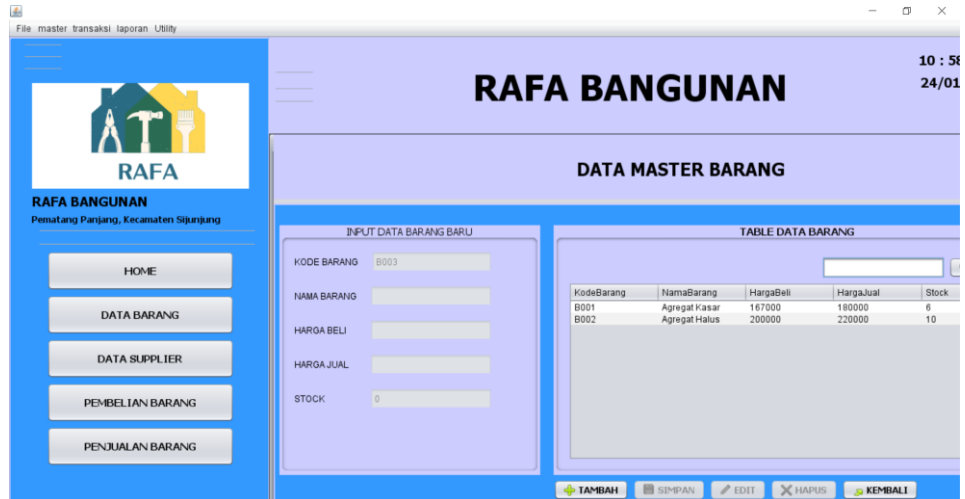 File master transaksi laporan Utility
RAFA
RAFA BANGUNAN
Pematang Panjang, Kecamaten Sijunjung
HOME
DATA BARANG
DATA SUPPLIER
PEMBELIAN BARANG
PENJUALAN BARANG
RAFA BANGUNAN
10 : 58
24/01
DATA MASTER BARANG
INPUT DATA BARANG BARU
KODE BARANG B003
NAMA BARANG
HARGA BELI
HARGA JUAL
STOCK 0
TABLE DATA BARANG
KodeBarang NamaBarang HargaBeli HargaJual Stock
B001 Agregat Kasar 167000 180000 6
B002 Agregat Halus 200000 220000 10
TAMBAH SIMPAN EDIT HAPUS KEMBALI